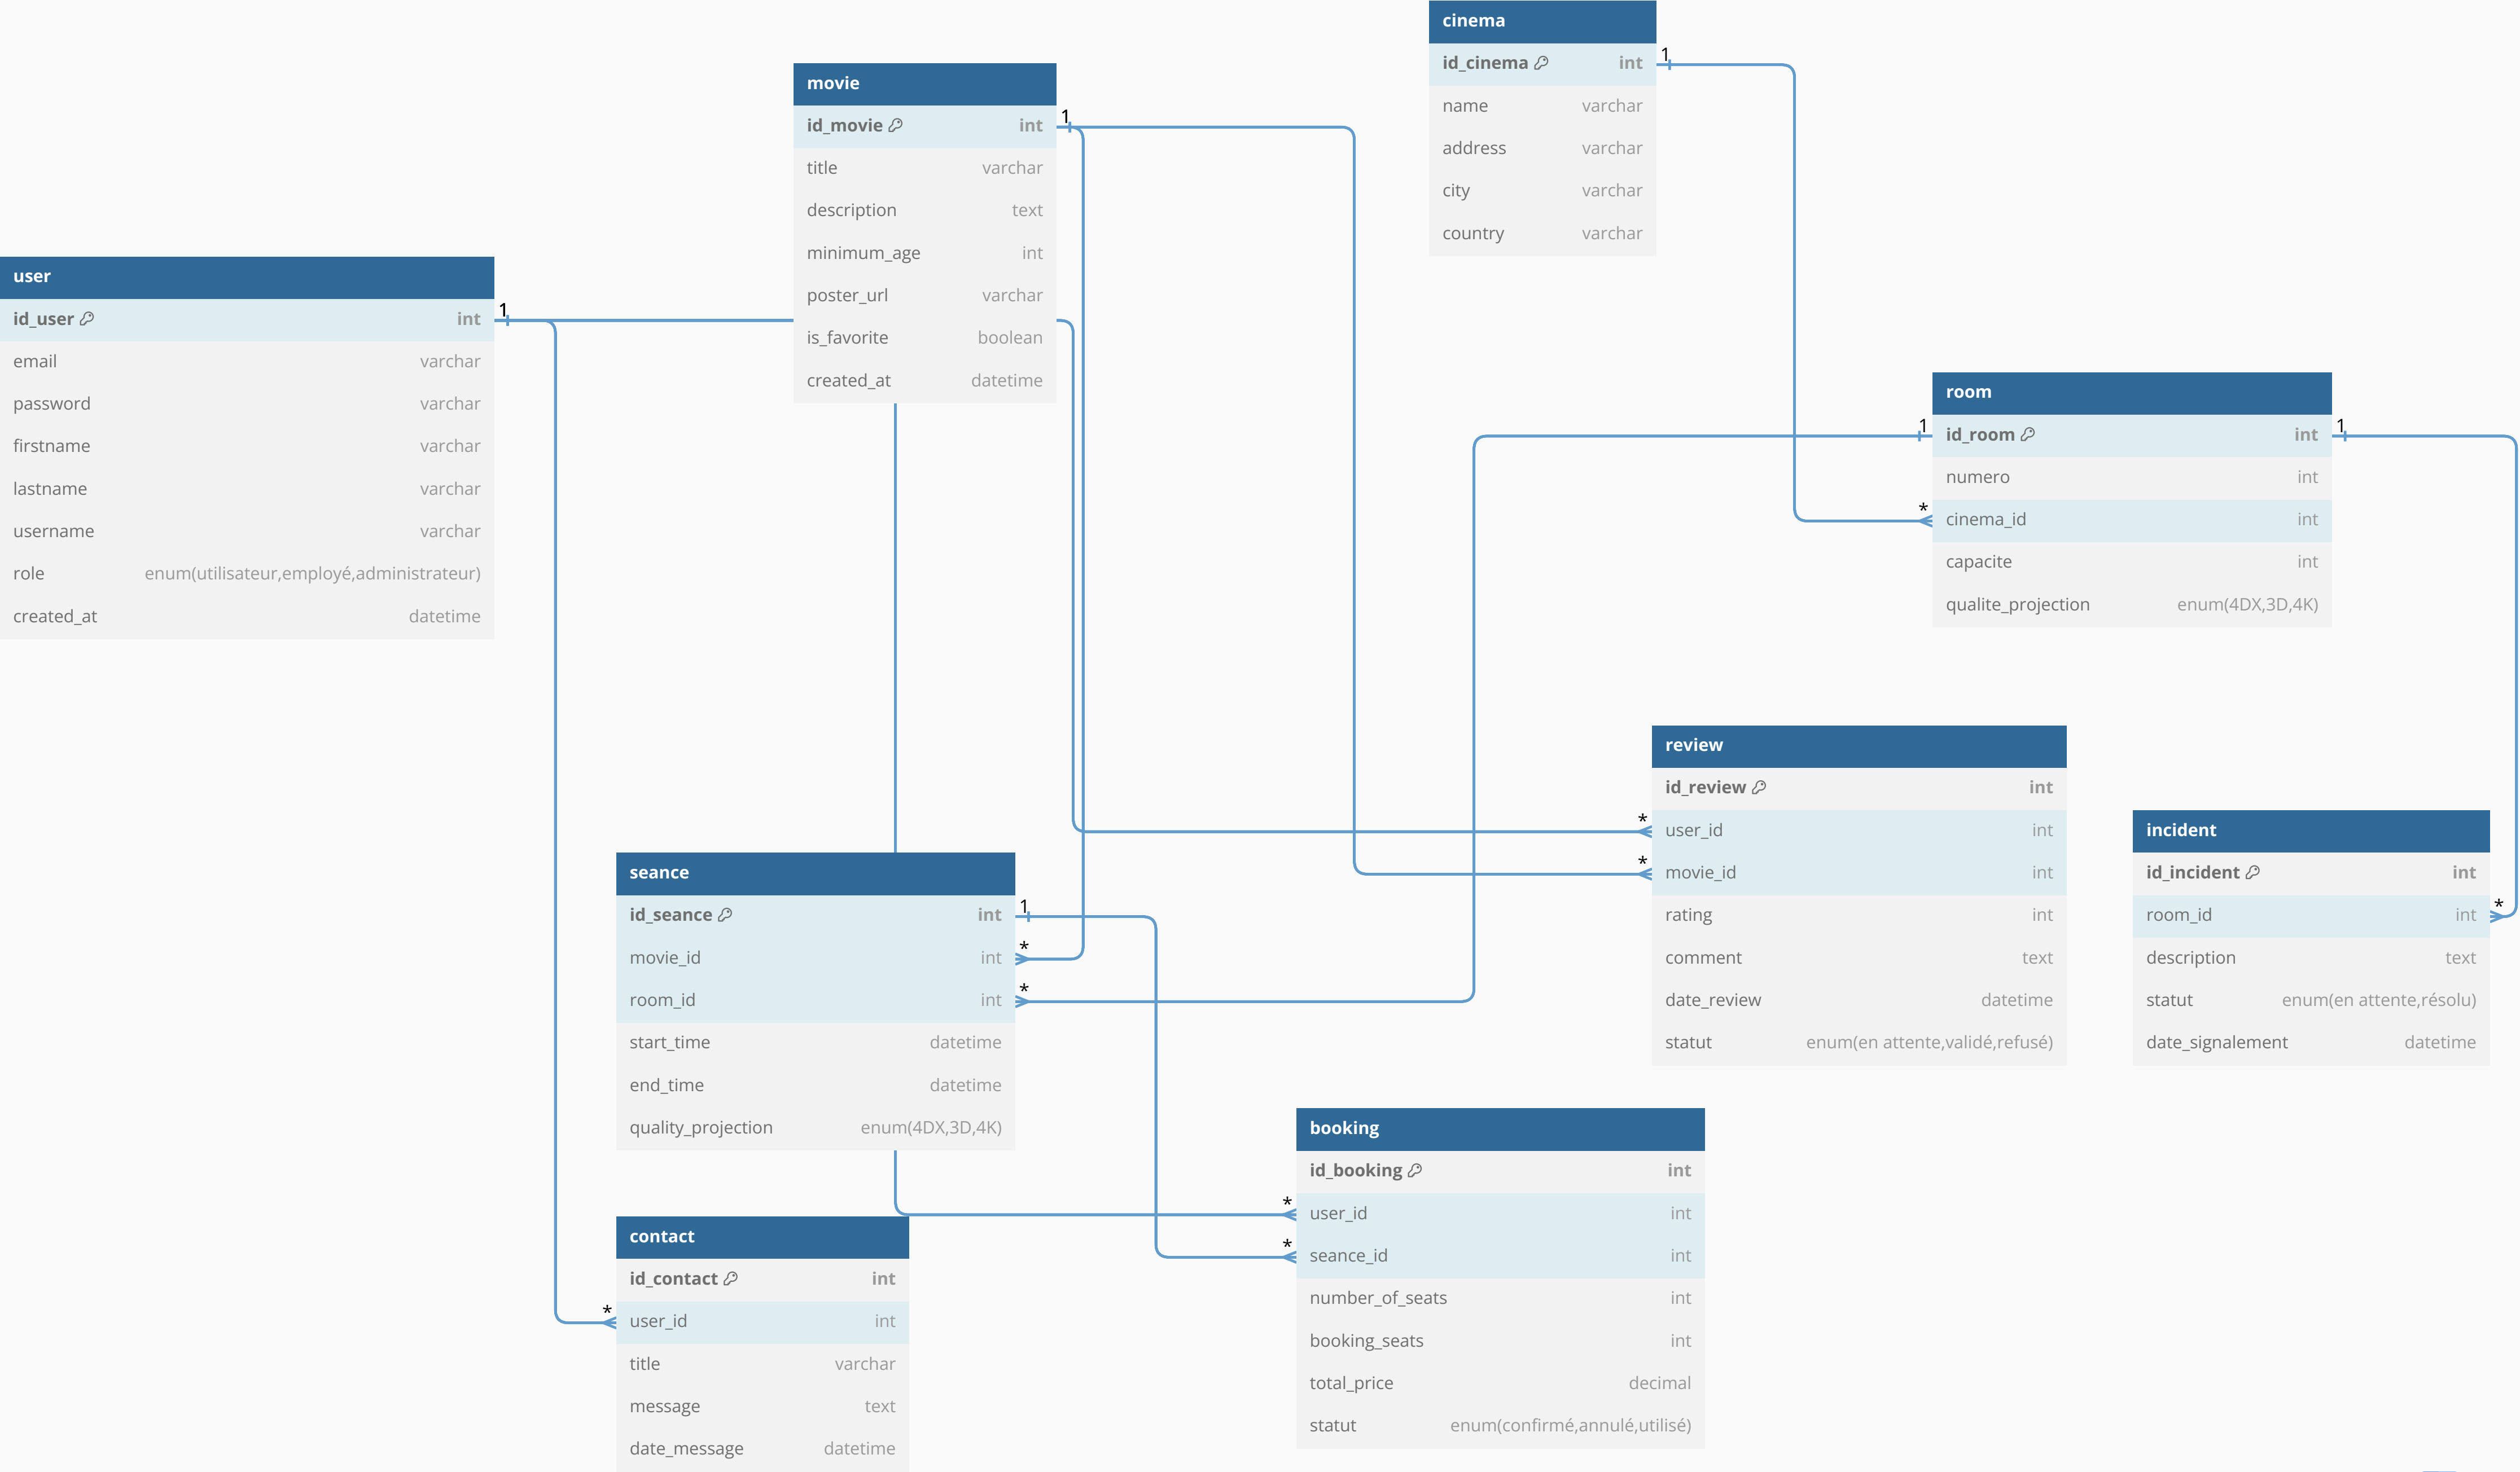 cinema
id_cinema int
name varchar
address varchar
city varchar
country varchar
1
movie
id_movie int
title varchar
description text
minimum_age int
poster_url varchar
is_favorite boolean
created_at datetime
1
user
id_user int
email varchar
password varchar
firstname varchar
lastname varchar
username varchar
role enum(utilisateur,employé,administrateur)
created_at datetime
1
room
1 id_room int 1
numero int
* cinema_id int
capacite int
qualite_projection enum(4DX,3D,4K)
review
id_review int
* user_id int
* movie_id int
rating int
comment text
date_review datetime
statut enum(en attente,validé,refusé)
incident
id_incident int
room_id int *
description text
statut enum(en attente,résolu)
date_signalement datetime
seance
id_seance int 1
movie_id int *
room_id int *
start_time datetime
end_time datetime
quality_projection enum(4DX,3D,4K)
booking
id_booking int
* user_id int
* seance_id int
number_of_seats int
booking_seats int
total_price decimal
statut enum(confirmé,annulé,utilisé)
contact
id_contact int
* user_id int
title varchar
message text
date_message datetime